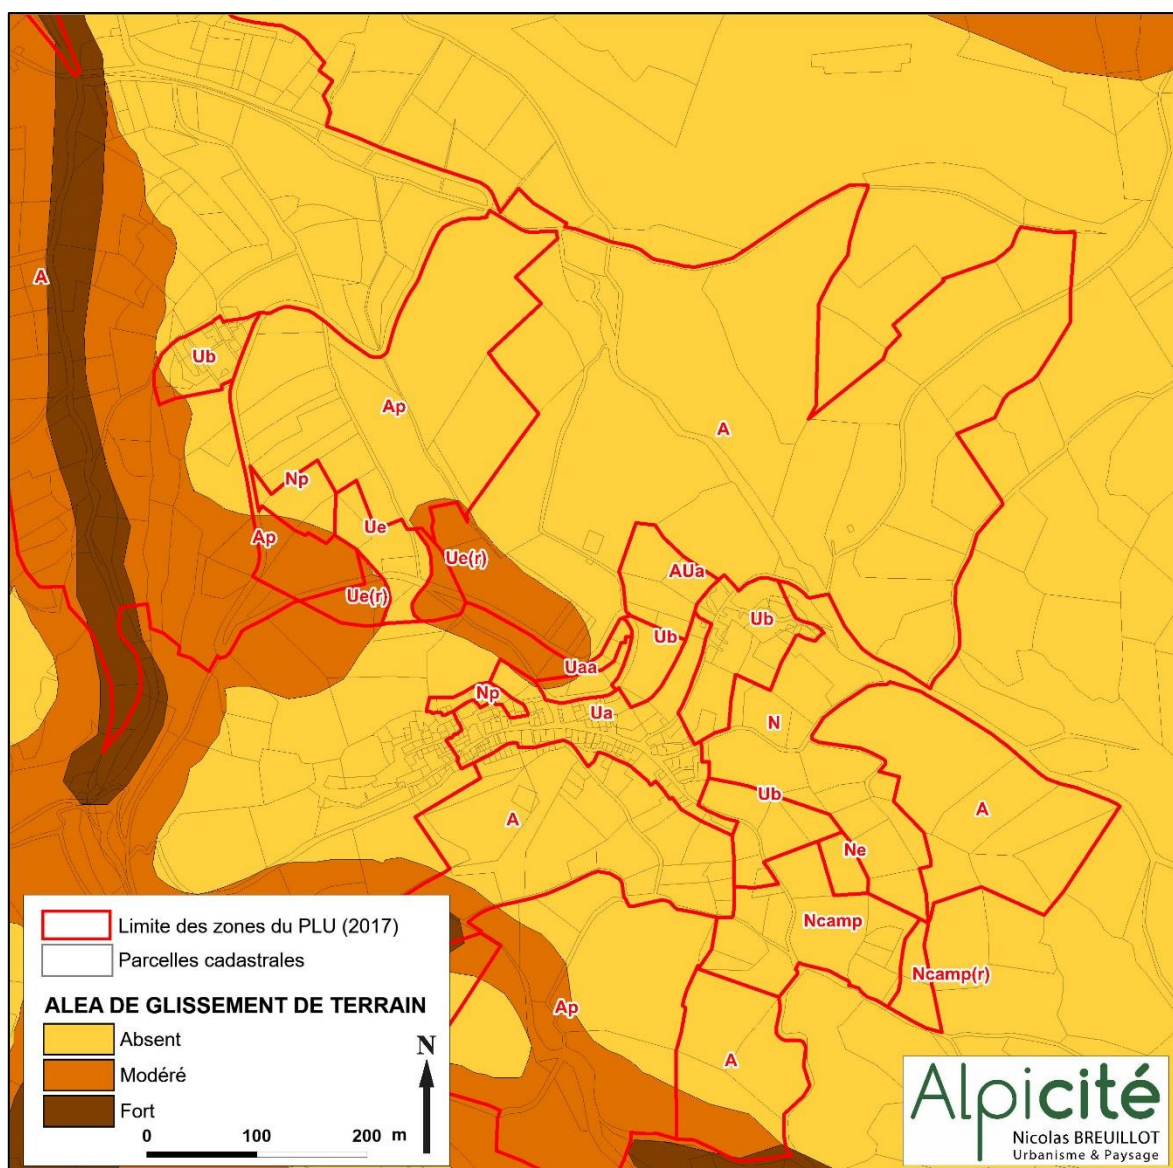 A
Ub
Ap
A
Np
Ue
Ap
Ue(r)
Ue(r)
AUa
Ub
Ub
Uaa
Np
Ua
N
Ub
A
A
Ne
Ncamp
Ncamp(r)
Ap
A
Limite des zones du PLU (2017)
Parcelles cadastrales
ALEA DE GLISSEMENT DE TERRAIN
Absent
Modéré
Fort
N
0 100 200 m
Alpicité
Nicolas BREUILLOT
Urbanisme & Paysage